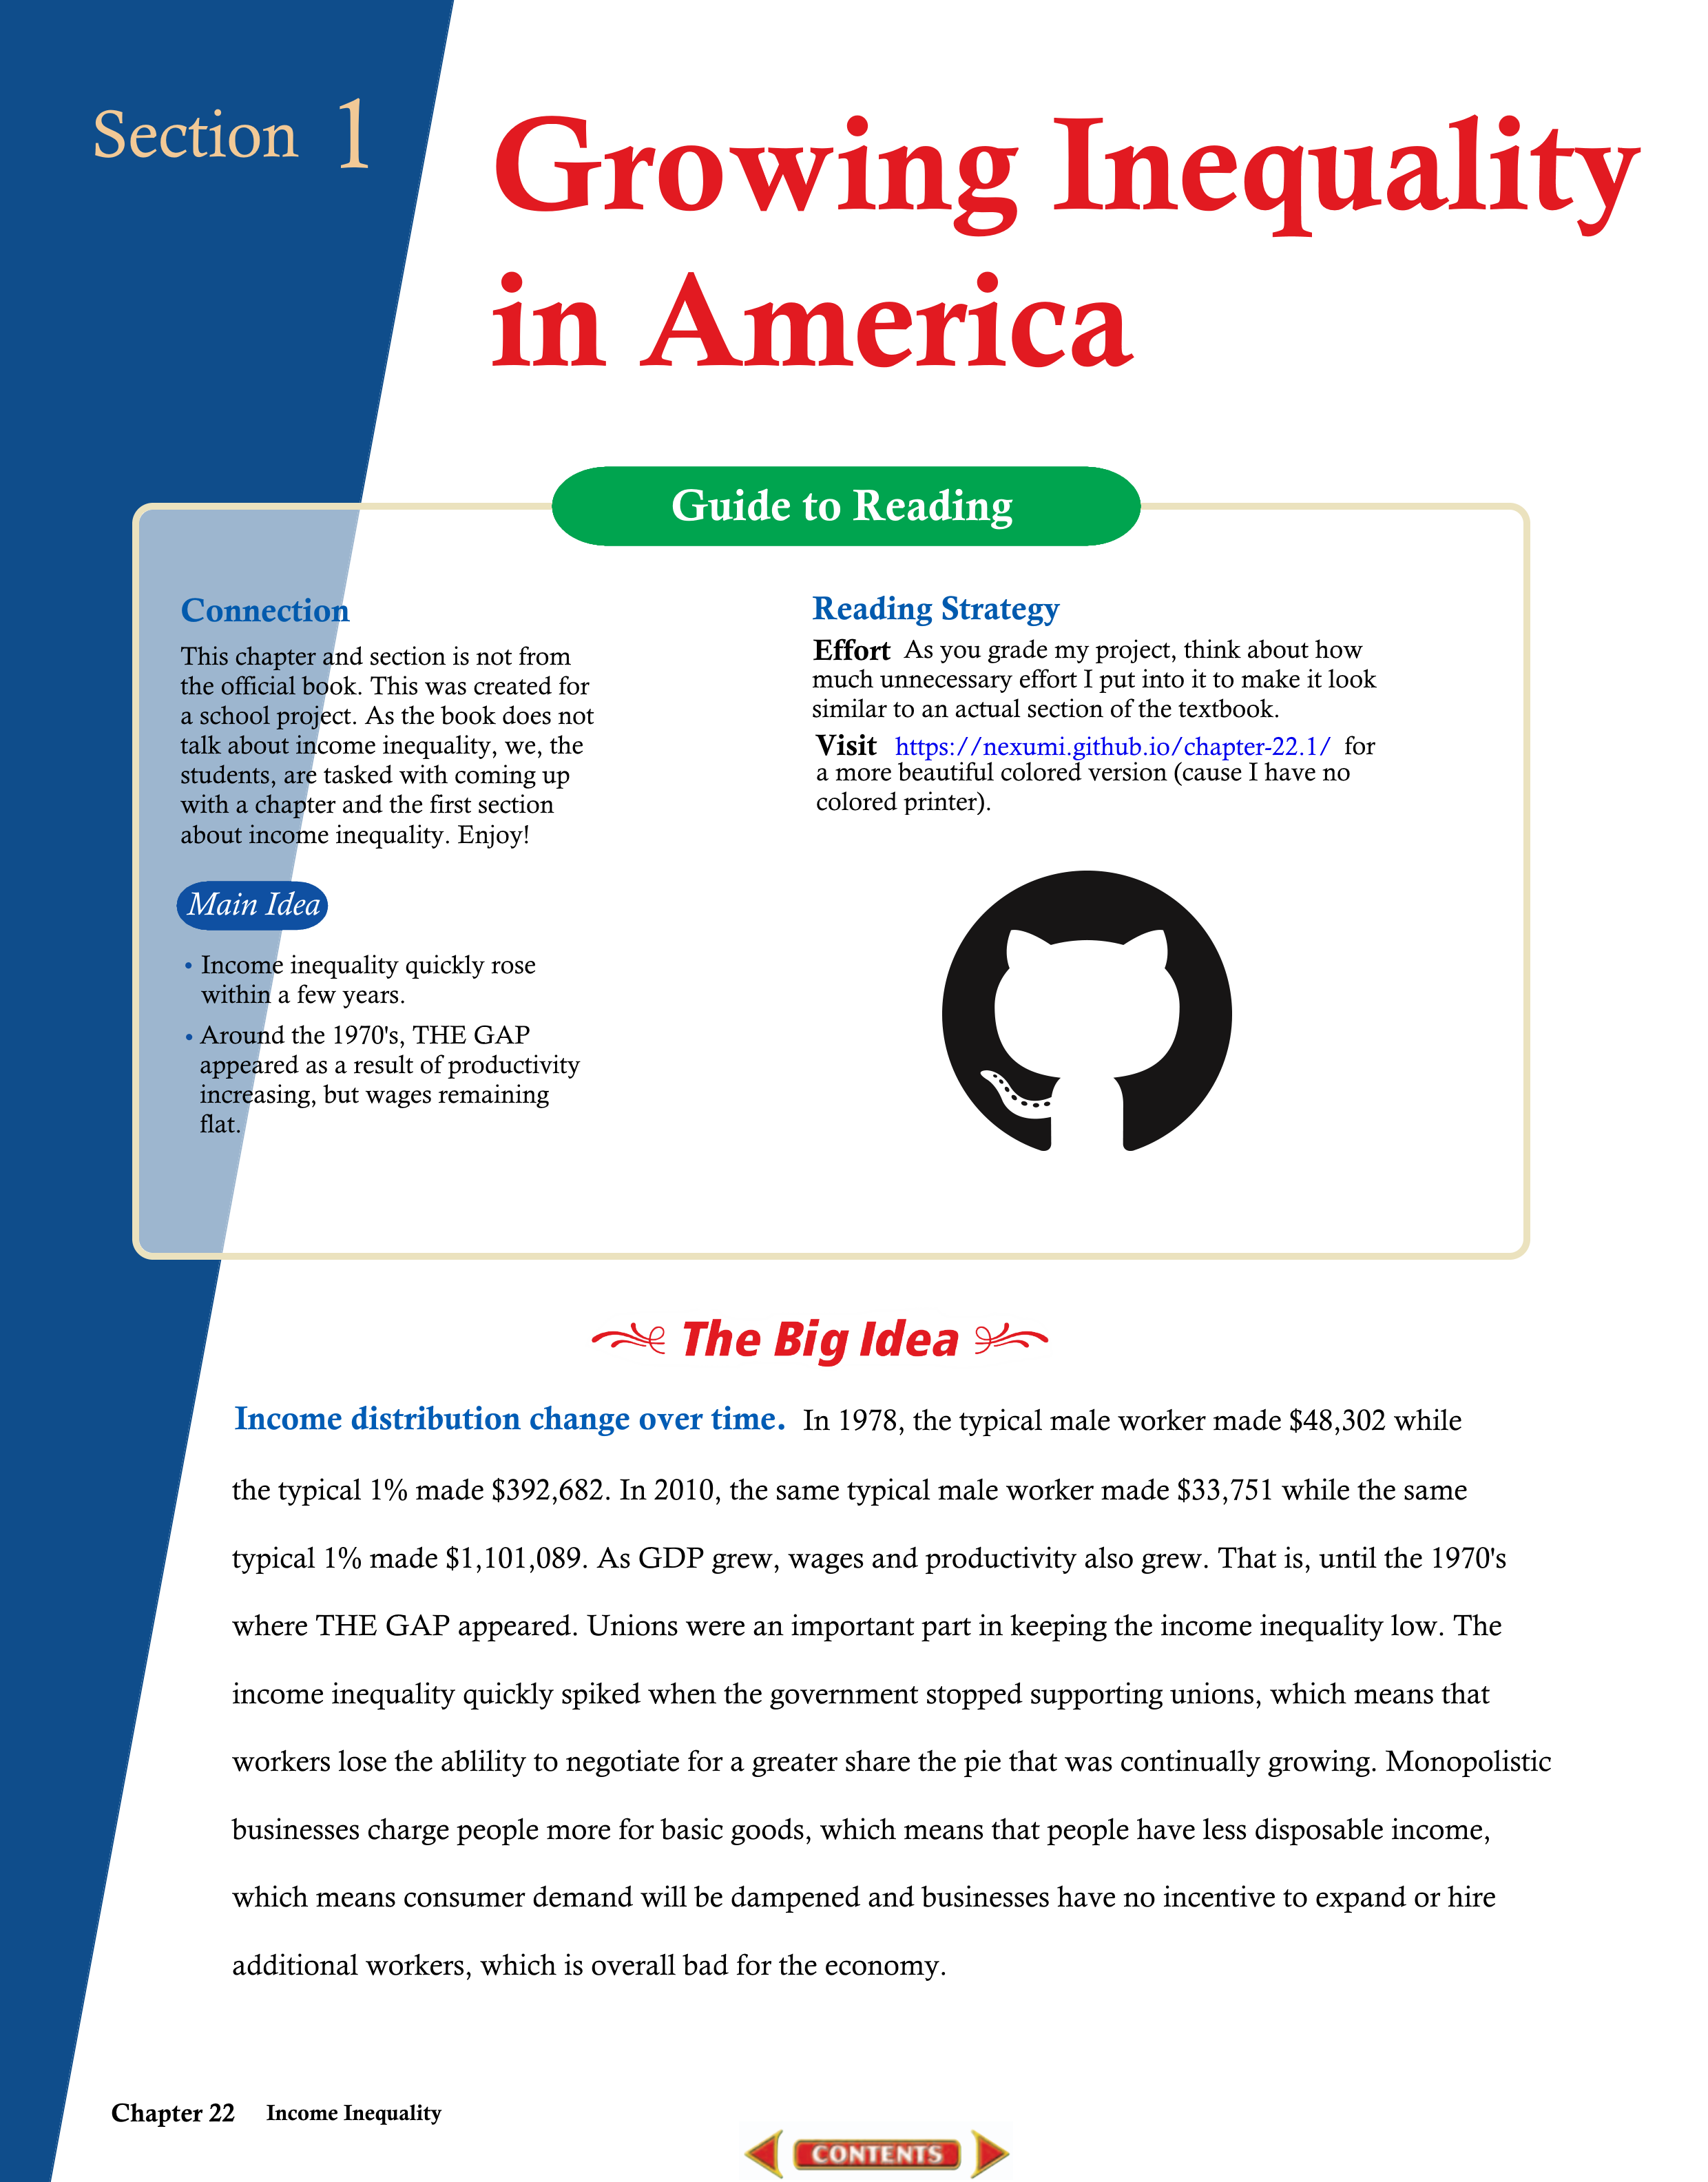 Section 1
Growing Inequality
in America
Guide to Reading
Connection
This chapter and section is not from
the official book. This was created for
a school project. As the book does not
talk about income inequality, we, the
students, are tasked with coming up
with a chapter and the first section
about income inequality. Enjoy!
Main Idea
• Income inequality quickly rose
within a few years.
• Around the 1970's, THE GAP
appeared as a result of productivity
increasing, but wages remaining
flat.
Reading Strategy
Effort As you grade my project, think about how
much unnecessary effort I put into it to make it look
similar to an actual section of the textbook.
Visit https://nexumi.github.io/chapter-22.1/ for
a more beautiful colored version (cause I have no
colored printer).
The Big Idea
Income distribution change over time. In 1978, the typical male worker made $48,302 while
the typical 1% made $392,682. In 2010, the same typical male worker made $33,751 while the same
typical 1% made $1,101,089. As GDP grew, wages and productivity also grew. That is, until the 1970's
where THE GAP appeared. Unions were an important part in keeping the income inequality low. The
income inequality quickly spiked when the government stopped supporting unions, which means that
workers lose the ablility to negotiate for a greater share the pie that was continually growing. Monopolistic
businesses charge people more for basic goods, which means that people have less disposable income,
which means consumer demand will be dampened and businesses have no incentive to expand or hire
additional workers, which is overall bad for the economy.
Chapter 22 Income Inequality
CONTENTS